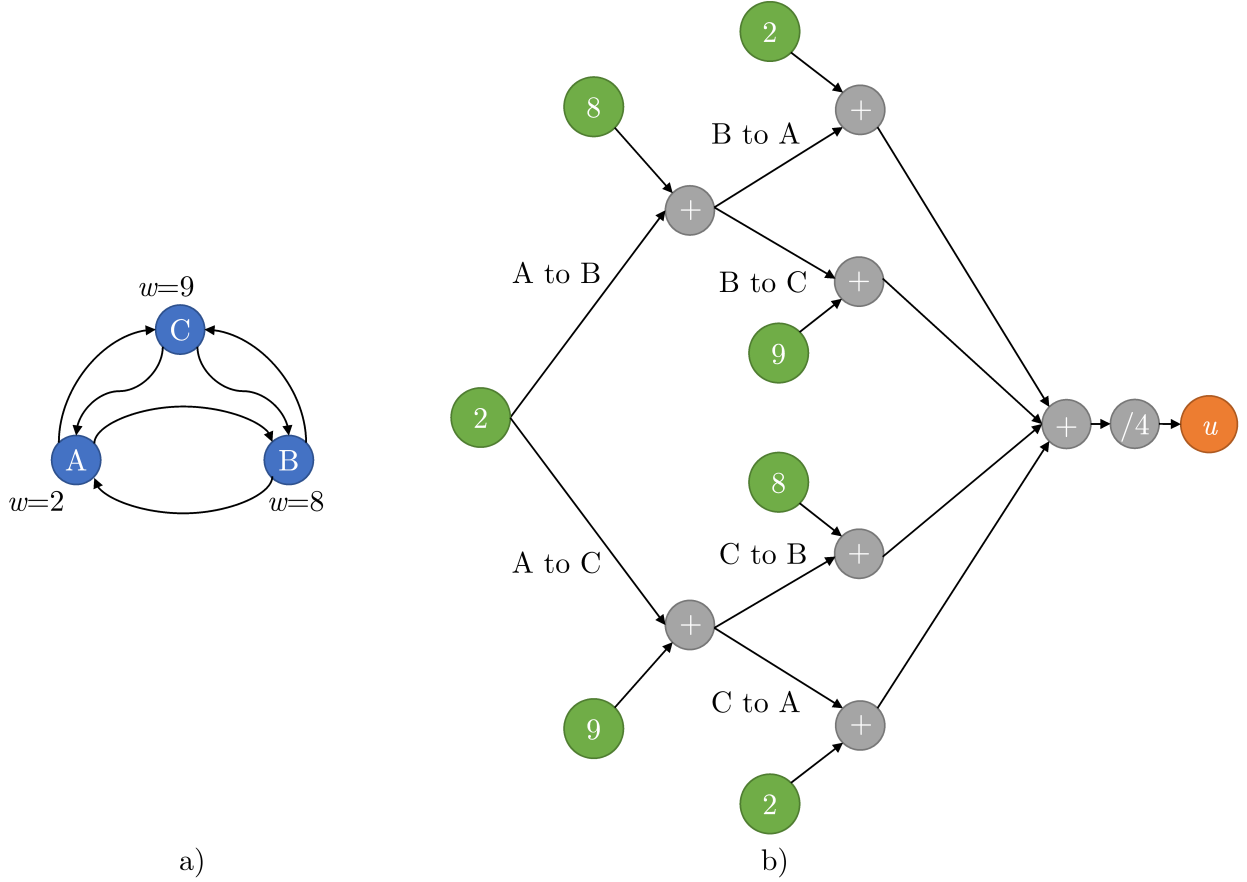 w=9
C
A
B
w=2
w=8
a)
2
8
+
B to A
+
A to B
B to C
+
9
2
+
/4
u
8
A to C
C to B
+
+
C to A
9
+
2
b)